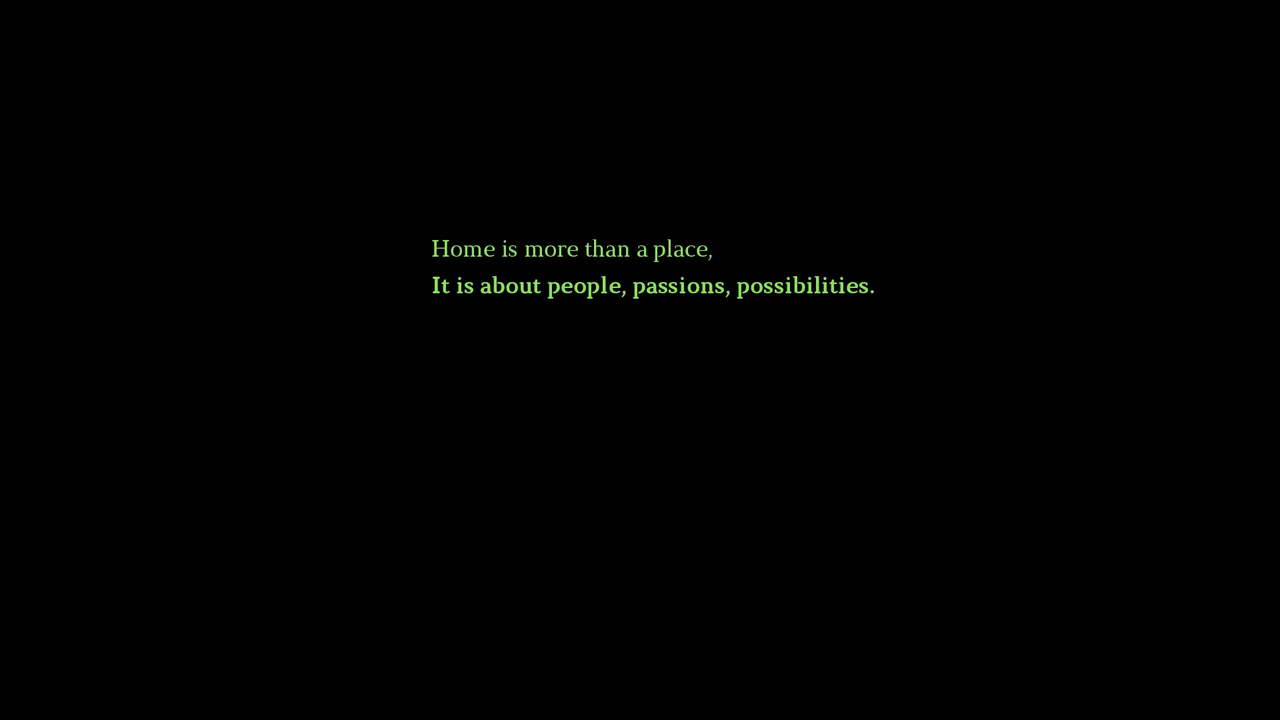 Home is more than a place,
It is about people, passions, possibilities.